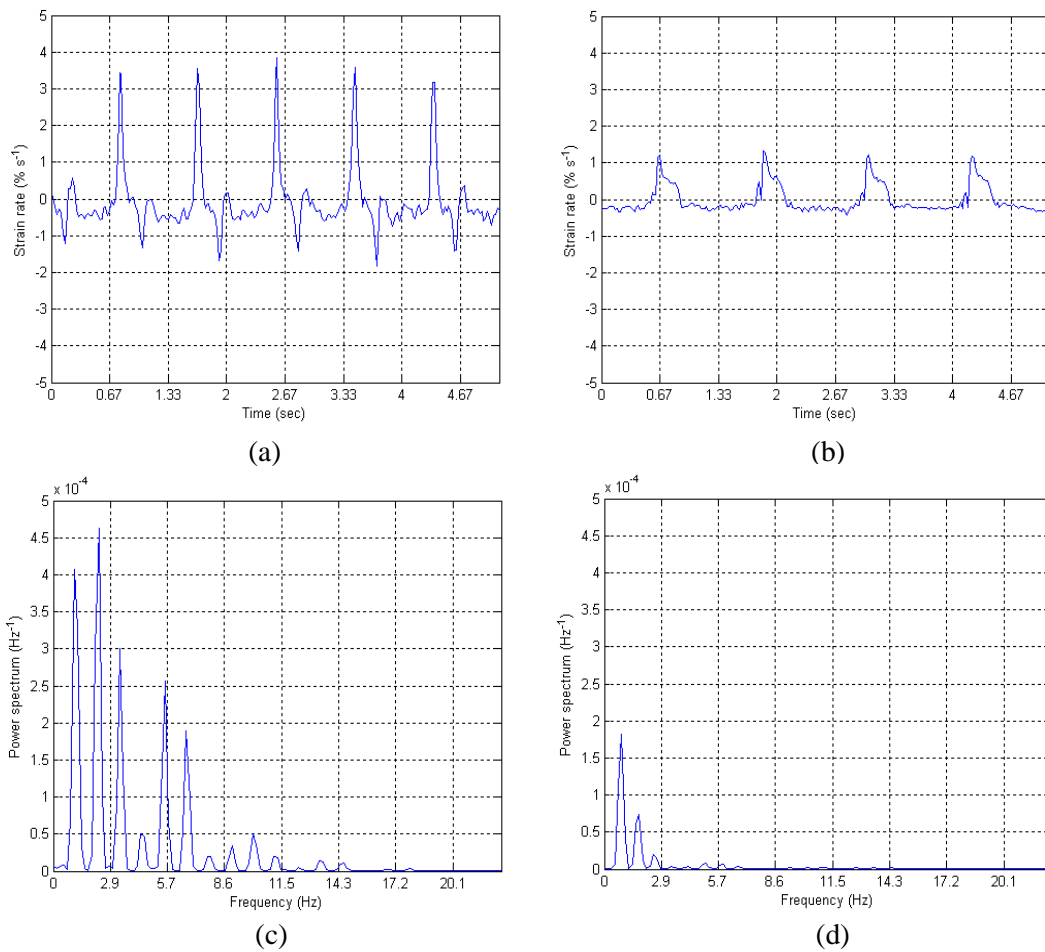 5
4
3
2
1
0
-1
-2
-3
-4
-5
Strain rate (% s⁻¹)
0 0.67 1.33 2 2.67 3.33 4 4.67
Time (sec)
(a)
5
4
3
2
1
0
-1
-2
-3
-4
-5
Strain rate (% s⁻¹)
0 0.67 1.33 2 2.67 3.33 4 4.67
Time (sec)
(b)
x 10⁻⁴
5
4.5
4
3.5
3
2.5
2
1.5
1
0.5
0
Power spectrum (Hz⁻¹)
0 2.9 5.7 8.6 11.5 14.3 17.2 20.1
Frequency (Hz)
(c)
x 10⁻⁴
5
4.5
4
3.5
3
2.5
2
1.5
1
0.5
0
Power spectrum (Hz⁻¹)
0 2.9 5.7 8.6 11.5 14.3 17.2 20.1
Frequency (Hz)
(d)